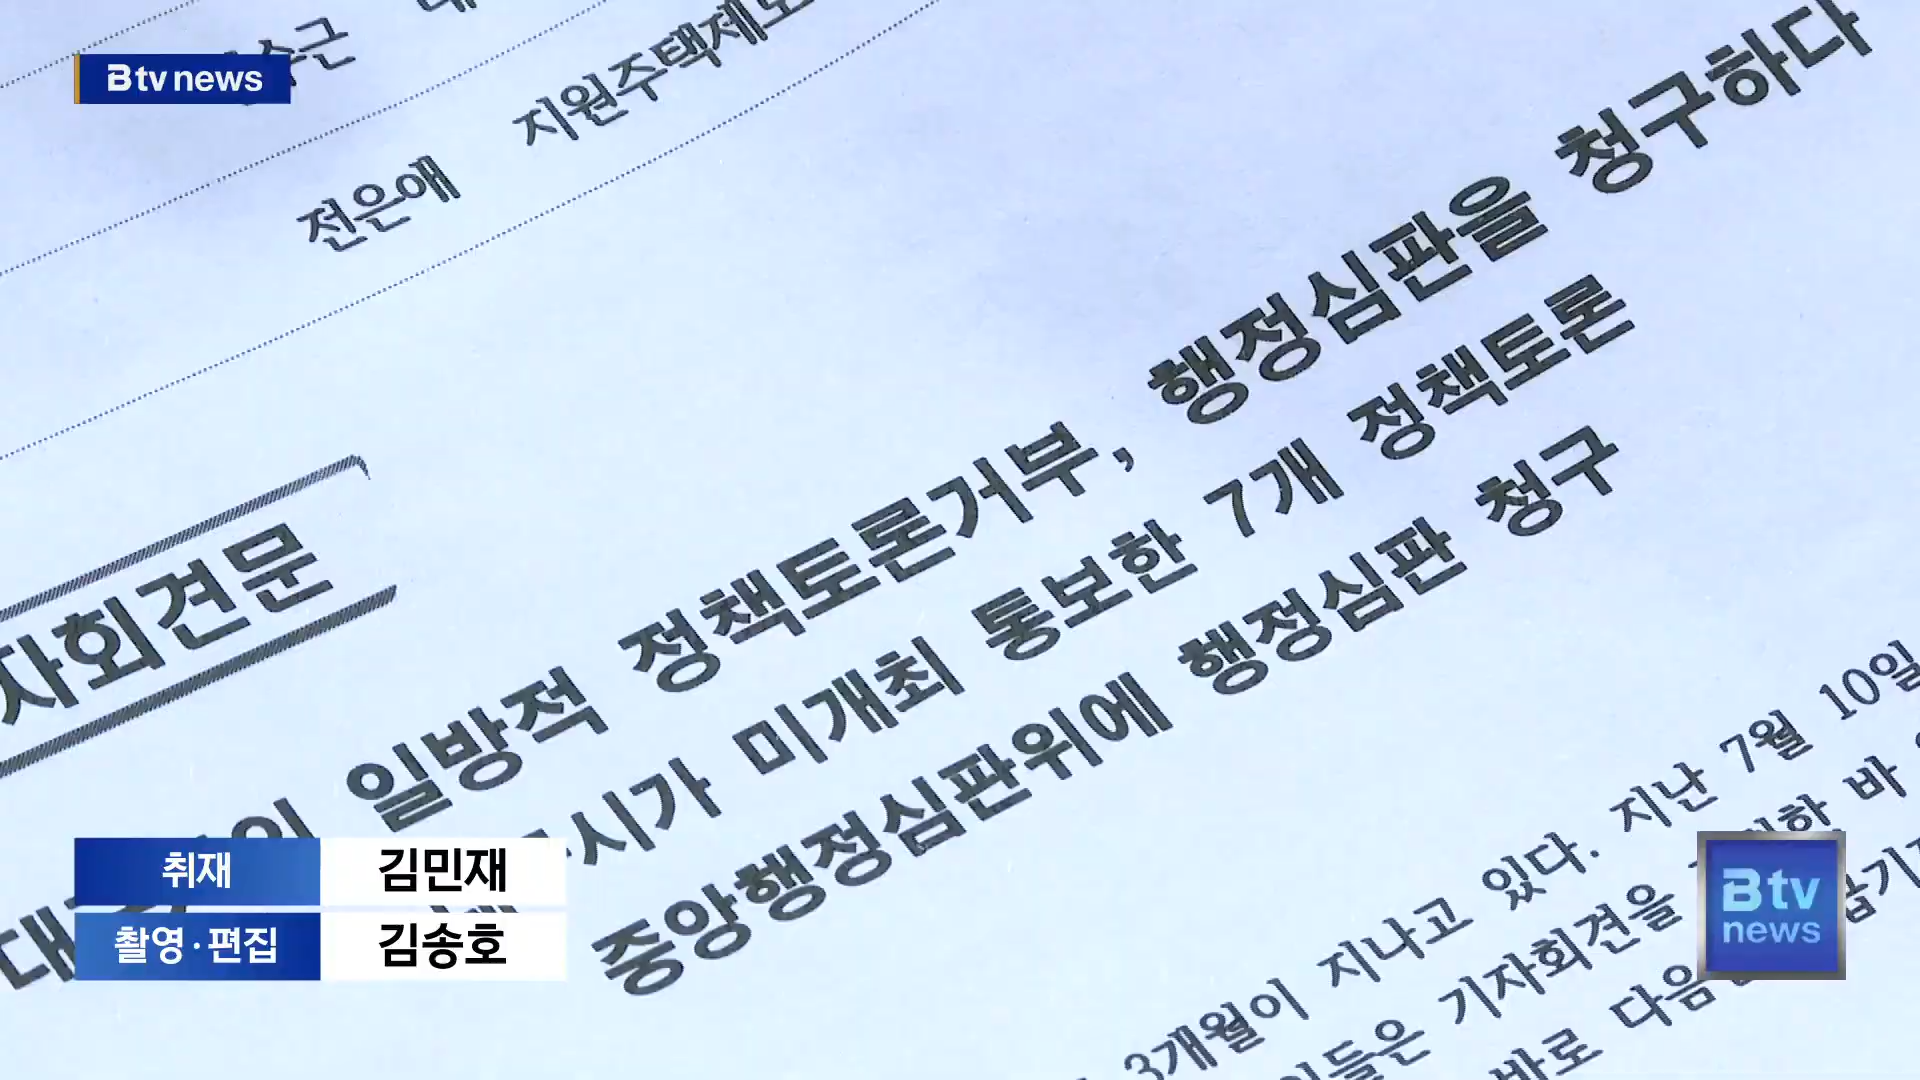 B tv news
지원주택제도
전은애
자회견문
일방적 정책토론거부, 행정심판을 청구하다
미개최 통보한 7개 정책토론
중앙행정심판위에 행정심판 청구
3개월이 지나고 있다. 지난 7월 10일
기자회견을
바로
취재 김민재
촬영·편집 김송호
B tv
news